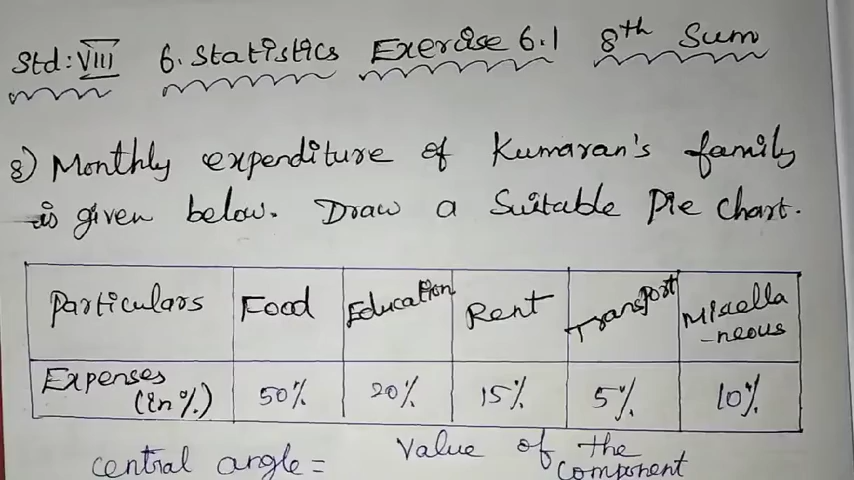 Std: VIII 6. Statistics Exercise 6.1 8th Sum
8) Monthly expenditure of Kumaran's family
is given below. Draw a Suitable Pie chart.
Particulars Food Education Rent Transport Miscella-neous
Expenses (In %) 50% 20% 15% 5% 10%
central angle = Value of the component